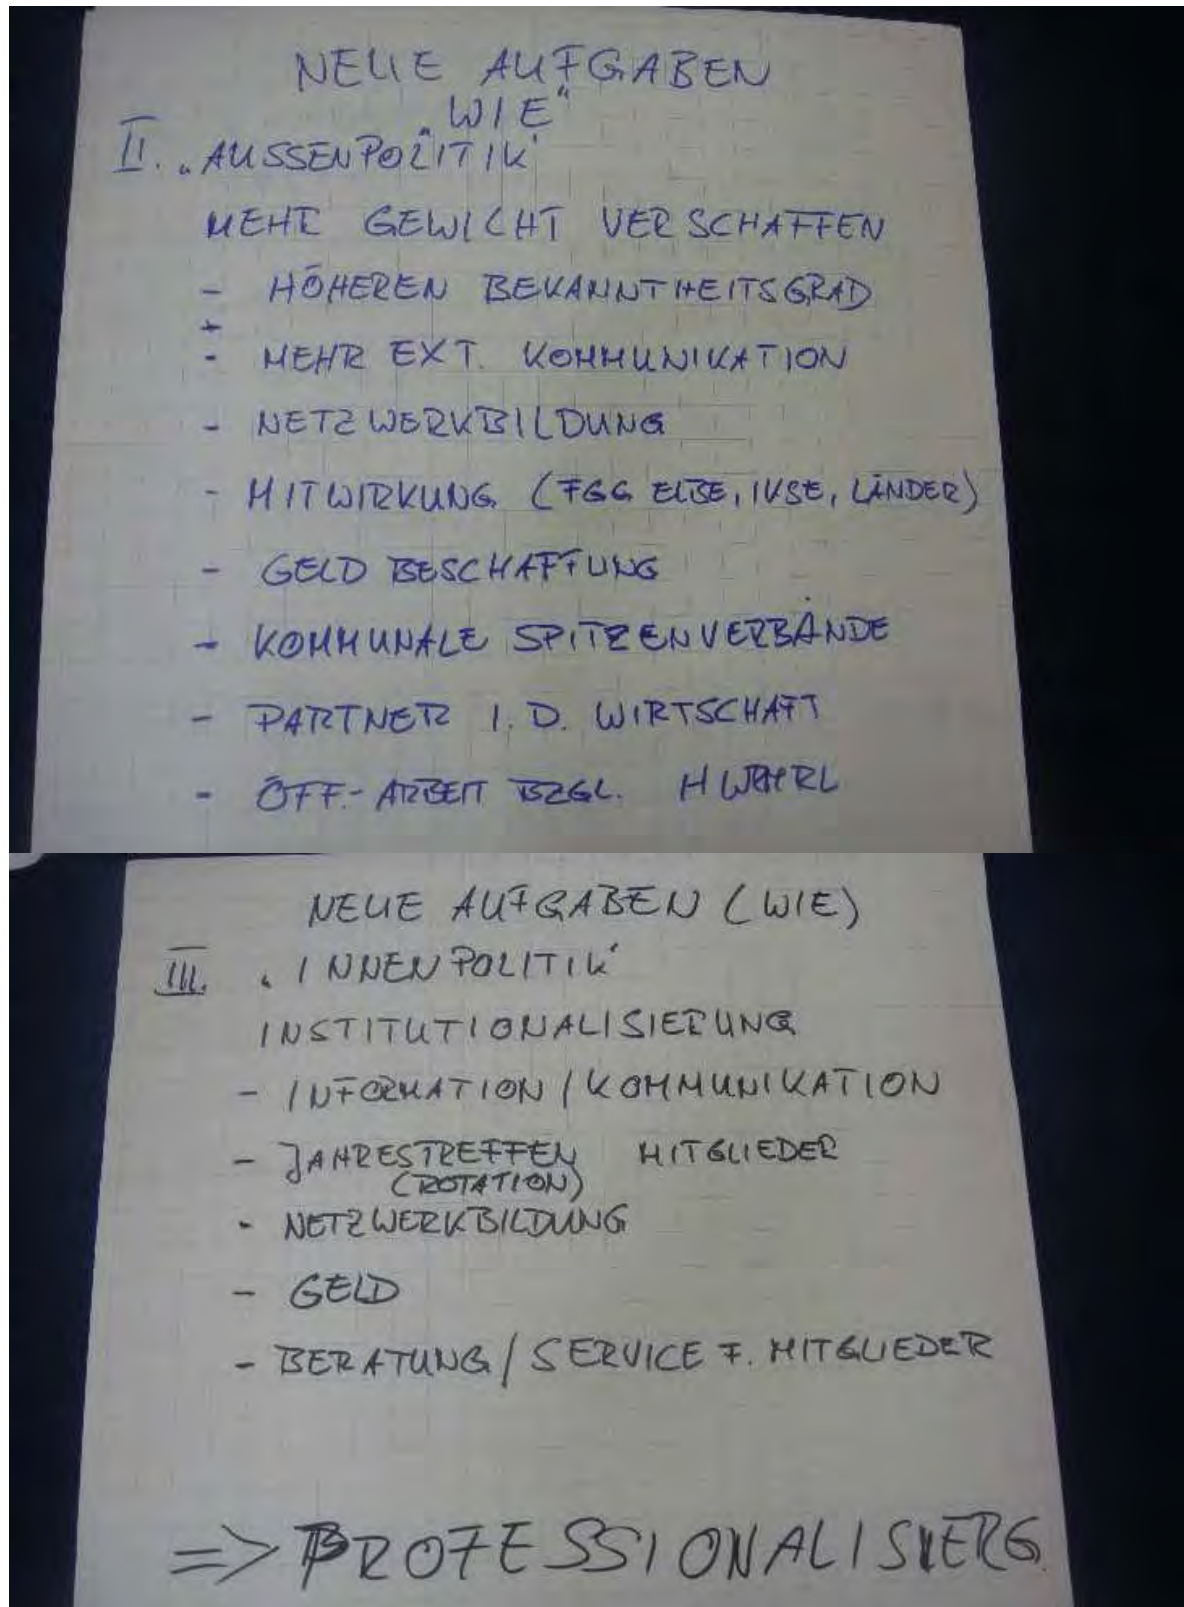 NEUE AUFGABEN
„WIE“
II. „AUSSENPOLITIK‘
MEHR GEWICHT VERSCHAFFEN
- HÖHEREN BEKANNTHEITSGRAD
- MEHR EXT. KOMMUNIKATION
- NETZWERKBILDUNG
- MITWIRKUNG (FGG ELBE, IKSE, LÄNDER)
- GELD BESCHAFFUNG
- KOMMUNALE SPITZENVERBÄNDE
- PARTNER I. D. WIRTSCHAFT
- ÖFF.-ARBEIT BZGL. HWRMRL
NEUE AUFGABEN (WIE)
III. „INNENPOLITIK‘
INSTITUTIONALISIERUNG
- INFORMATION / KOMMUNIKATION
- JAHRESTREFFEN MITGLIEDER
(ROTATION)
- NETZWERKBILDUNG
- GELD
- BERATUNG / SERVICE F. MITGLIEDER
=> PROFESSIONALISIERG